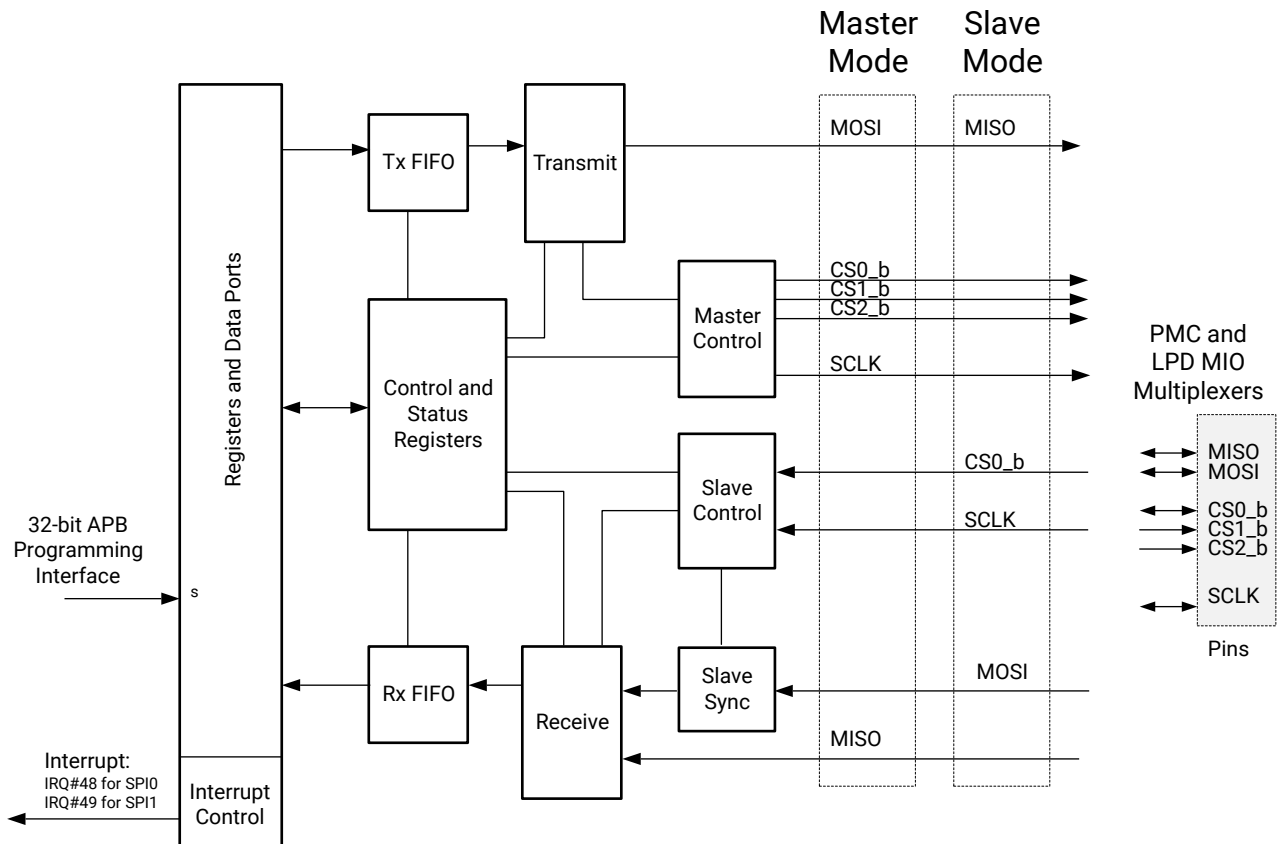 Master
Mode
Slave
Mode
MOSI
MISO
Tx FIFO
Transmit
Registers and Data Ports
CS0_b
CS1_b
CS2_b
Master
Control
SCLK
PMC and
LPD MIO
Multiplexers
Control and
Status
Registers
MISO
MOSI
CS0_b
CS1_b
CS2_b
SCLK
Pins
CS0_b
Slave
Control
SCLK
32-bit APB
Programming
Interface
s
Rx FIFO
Receive
Slave
Sync
MOSI
MISO
Interrupt:
IRQ#48 for SPI0
IRQ#49 for SPI1
Interrupt
Control